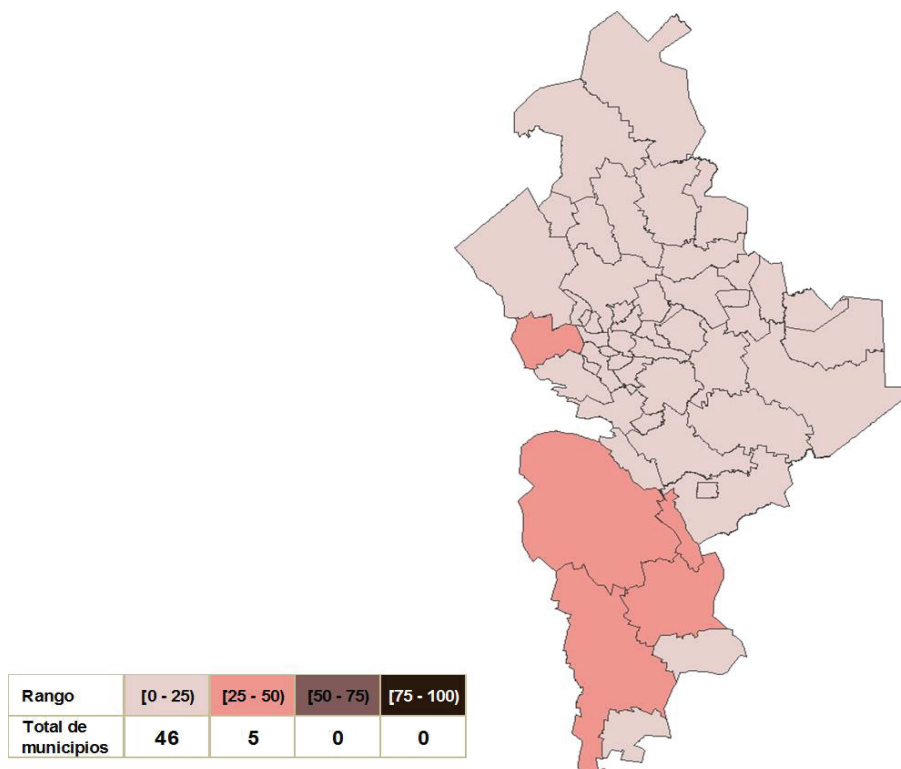 Rango [0 - 25) [25 - 50) [50 - 75) [75 - 100)
Total de
municipios 46 5 0 0